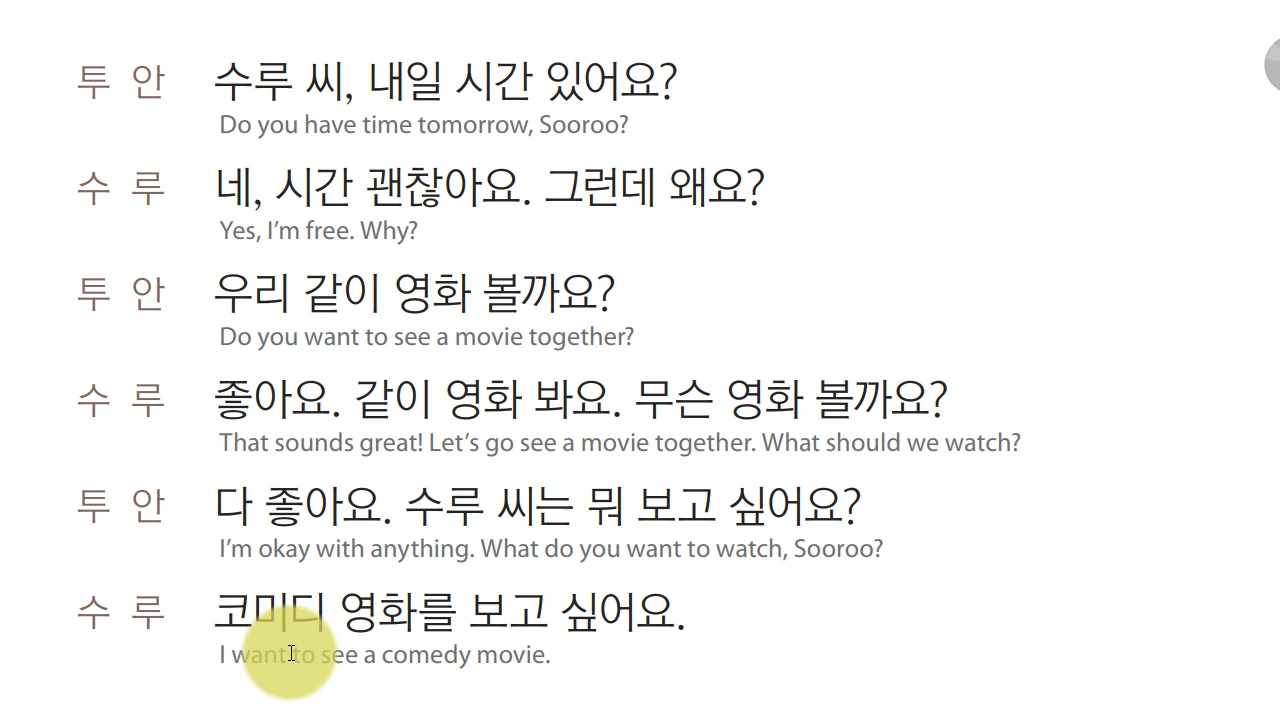 투 안 수루 씨, 내일 시간 있어요?
Do you have time tomorrow, Sooroo?
수 루 네, 시간 괜찮아요. 그런데 왜요?
Yes, I'm free. Why?
투 안 우리 같이 영화 볼까요?
Do you want to see a movie together?
수 루 좋아요. 같이 영화 봐요. 무슨 영화 볼까요?
That sounds great! Let's go see a movie together. What should we watch?
투 안 다 좋아요. 수루 씨는 뭐 보고 싶어요?
I'm okay with anything. What do you want to watch, Sooroo?
수 루 코미디 영화를 보고 싶어요.
I want to see a comedy movie.